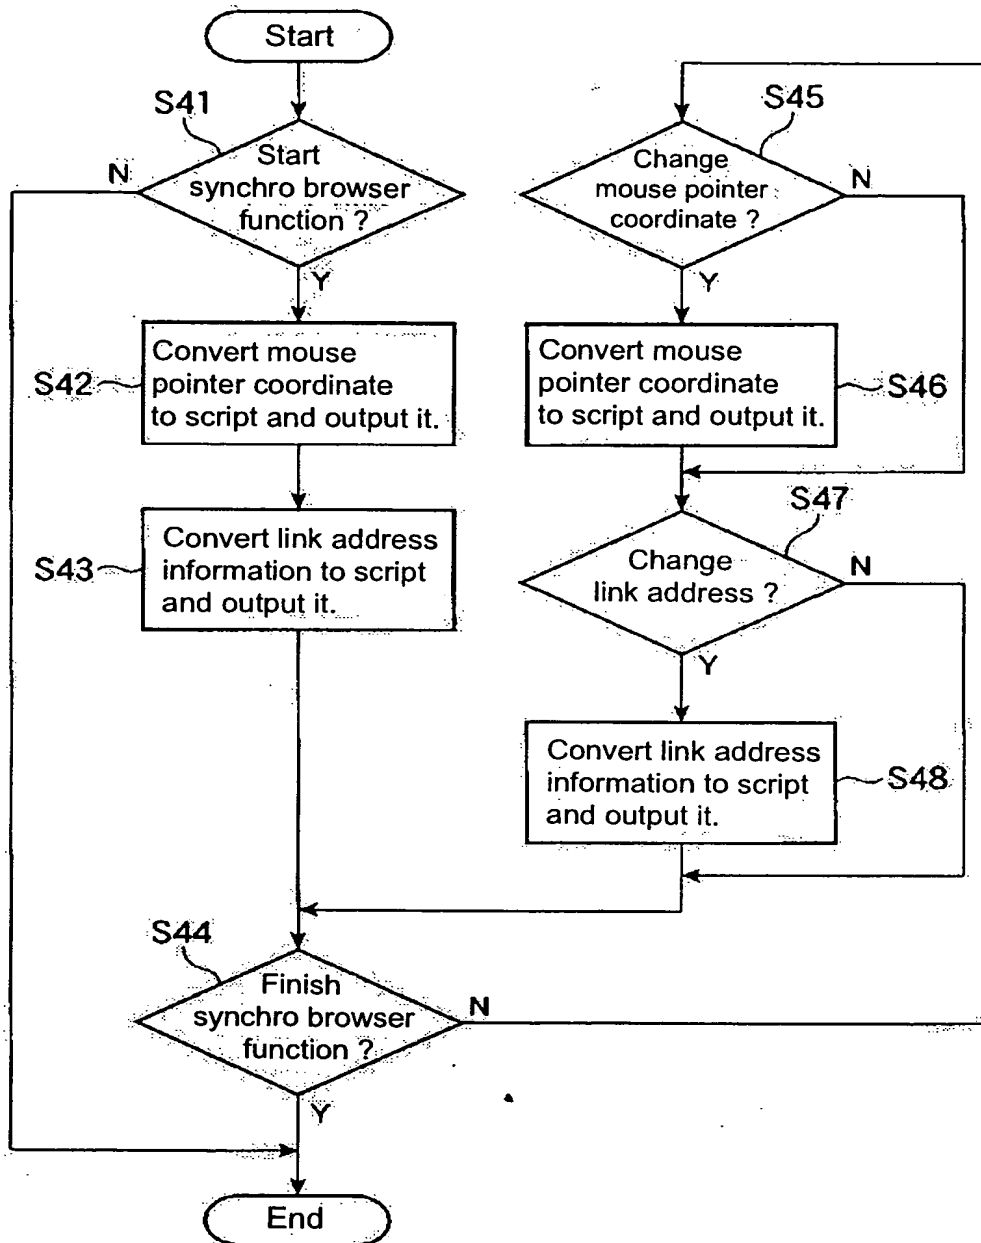 Start
S41
Start
synchro browser
function ?
N
Y
S42
Convert mouse
pointer coordinate
to script and output it.
S43
Convert link address
information to script
and output it.
S44
Finish
synchro browser
function ?
N
Y
End
S45
Change
mouse pointer
coordinate ?
N
Y
Convert mouse
pointer coordinate
to script and output it.
S46
S47
Change
link address ?
N
Y
Convert link address
information to script
and output it.
S48